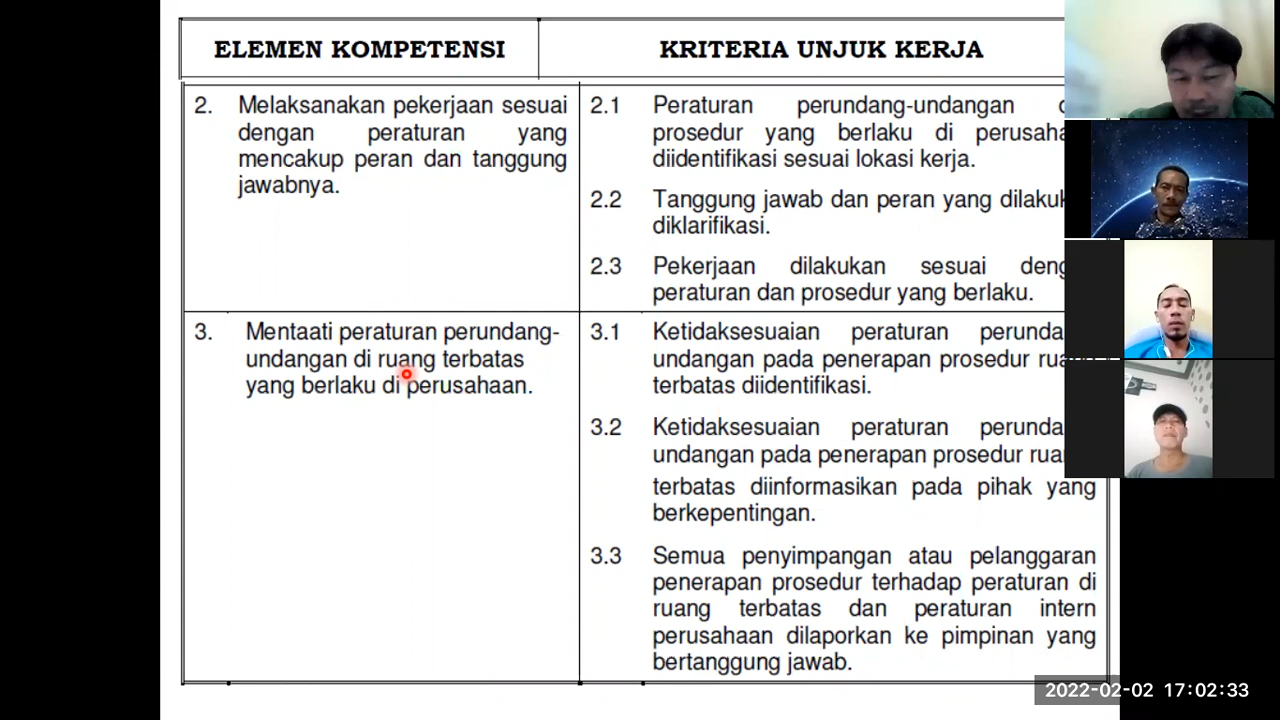 ELEMEN KOMPETENSI
KRITERIA UNJUK KERJA
2. Melaksanakan pekerjaan sesuai
dengan peraturan yang
mencakup peran dan tanggung
jawabnya.
2.1 Peraturan perundang-undangan
prosedur yang berlaku di
diidentifikasi sesuai lokasi kerja.
2.2 Tanggung jawab dan peran yang
diklarifikasi.
2.3 Pekerjaan dilakukan sesuai
peraturan dan prosedur yang berlaku.
3. Mentaati peraturan perundang-
undangan di ruang terbatas
yang berlaku di perusahaan.
3.1 Ketidaksesuaian peraturan
undangan pada penerapan prosedur
terbatas diidentifikasi.
3.2 Ketidaksesuaian peraturan
undangan pada penerapan prosedur
terbatas diinformasikan pada pihak yang
berkepentingan.
3.3 Semua penyimpangan atau pelanggaran
penerapan prosedur terhadap peraturan di
ruang terbatas dan peraturan intern
perusahaan dilaporkan ke pimpinan yang
bertanggung jawab.
2022-02-02 17:02:33